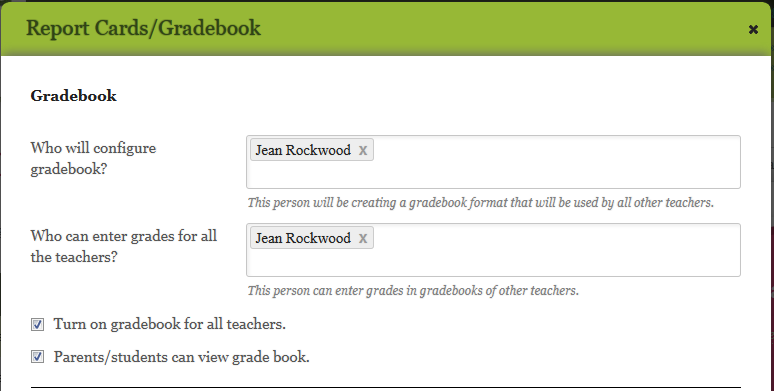 Report Cards/Gradebook
Gradebook
Who will configure
gradebook?
Jean Rockwood x
This person will be creating a gradebook format that will be used by all other teachers.
Who can enter grades for all
the teachers?
Jean Rockwood x
This person can enter grades in gradebooks of other teachers.
Turn on gradebook for all teachers.
Parents/students can view grade book.